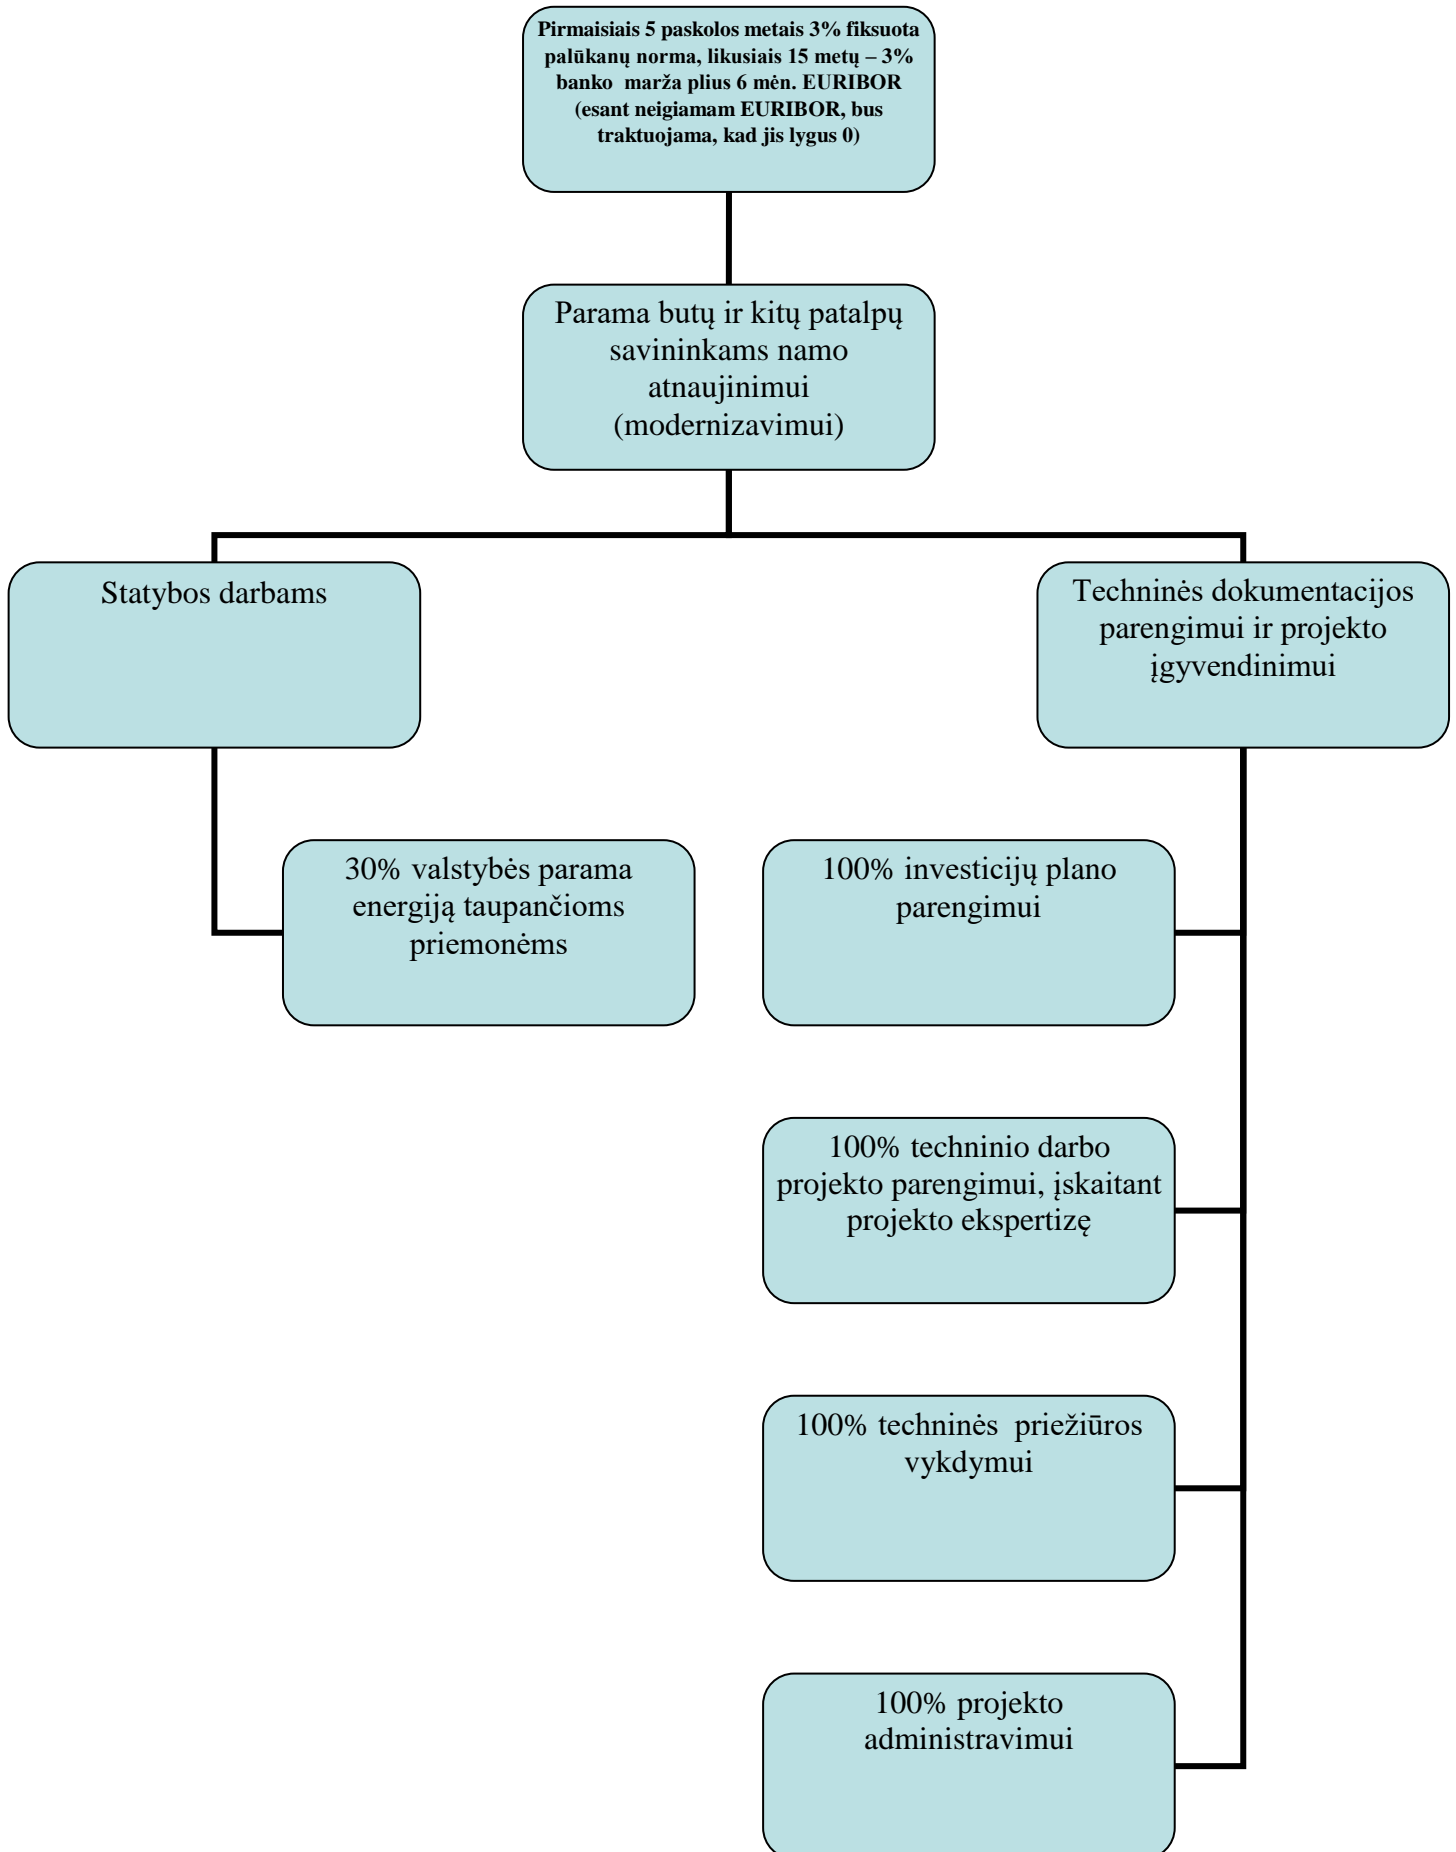 Pirmaisiais 5 paskolos metais 3% fiksuota
palūkanų norma, likusiais 15 metų – 3%
banko  marža plius 6 mėn. EURIBOR
(esant neigiamam EURIBOR, bus
traktuojama, kad jis lygus 0)
Parama butų ir kitų patalpų
savininkams namo
atnaujinimui
(modernizavimui)
Statybos darbams
Techninės dokumentacijos
parengimui ir projekto
įgyvendinimui
30% valstybės parama
energiją taupančioms
priemonėms
100% investicijų plano
parengimui
100% techninio darbo
projekto parengimui, įskaitant
projekto ekspertizę
100% techninės  priežiūros
vykdymui
100% projekto
administravimui